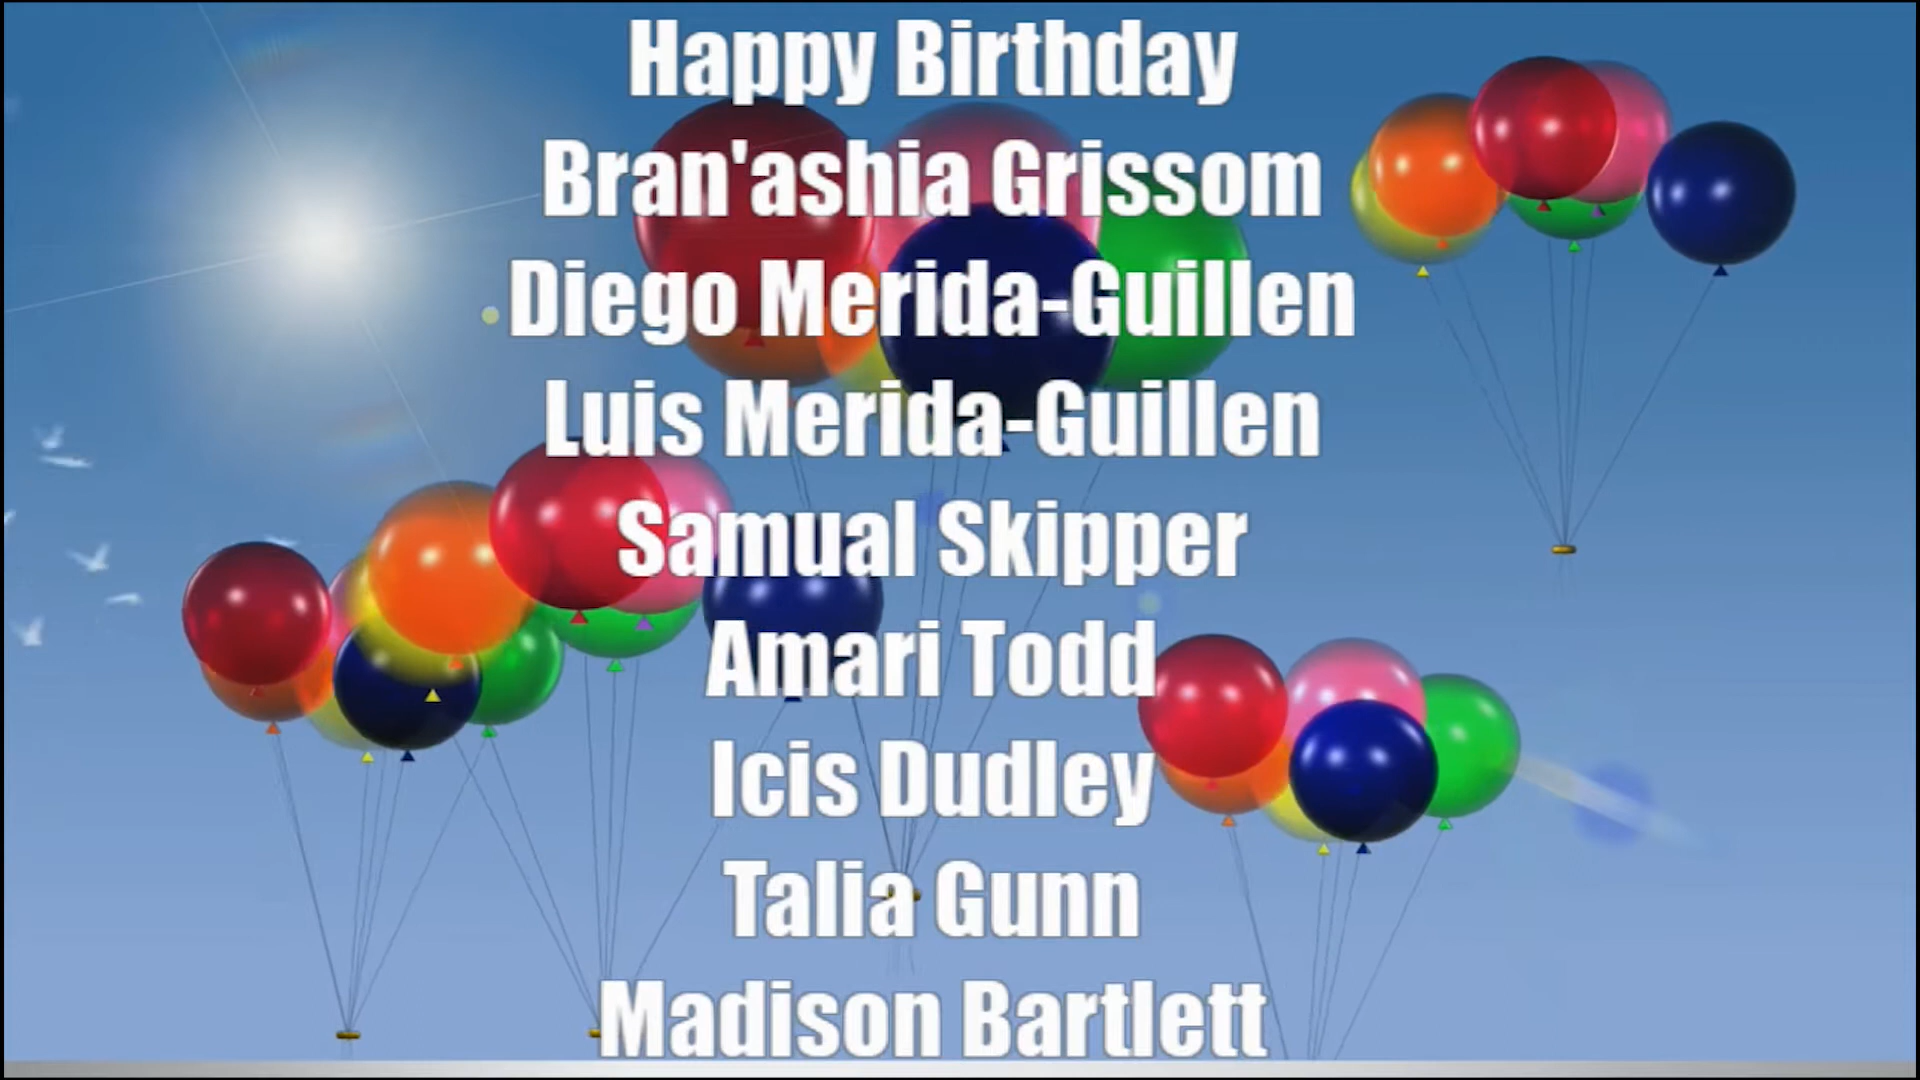 Happy Birthday
Bran'ashia Grissom
Diego Merida-Guillen
Luis Merida-Guillen
Samual Skipper
Amari Todd
Icis Dudley
Talia Gunn
Madison Bartlett